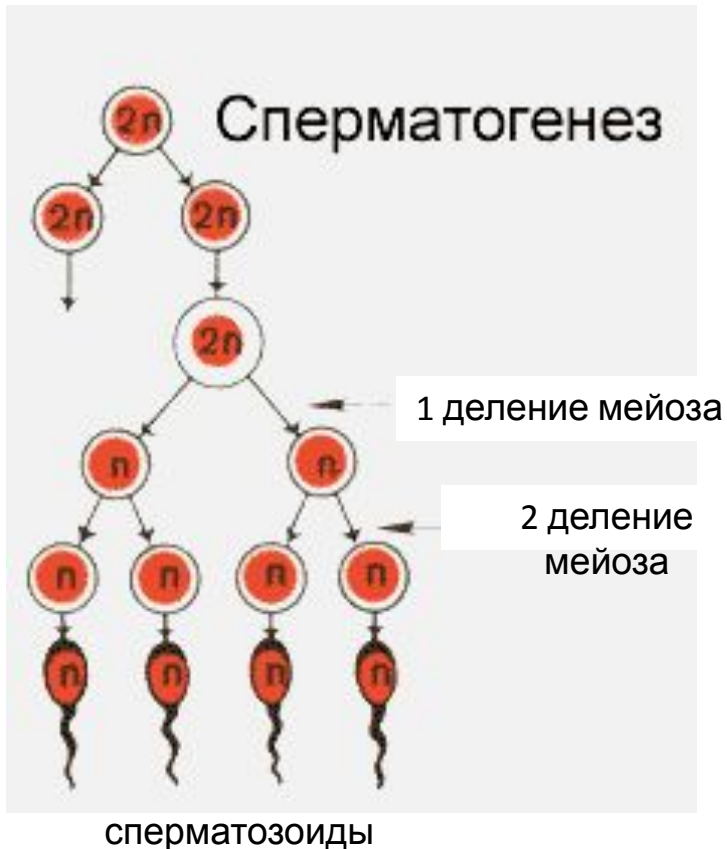 2n
Сперматогенез
2n 2n
2n
1 деление мейоза
n n
2 деление
мейоза
n n n n
n n n n
сперматозоиды